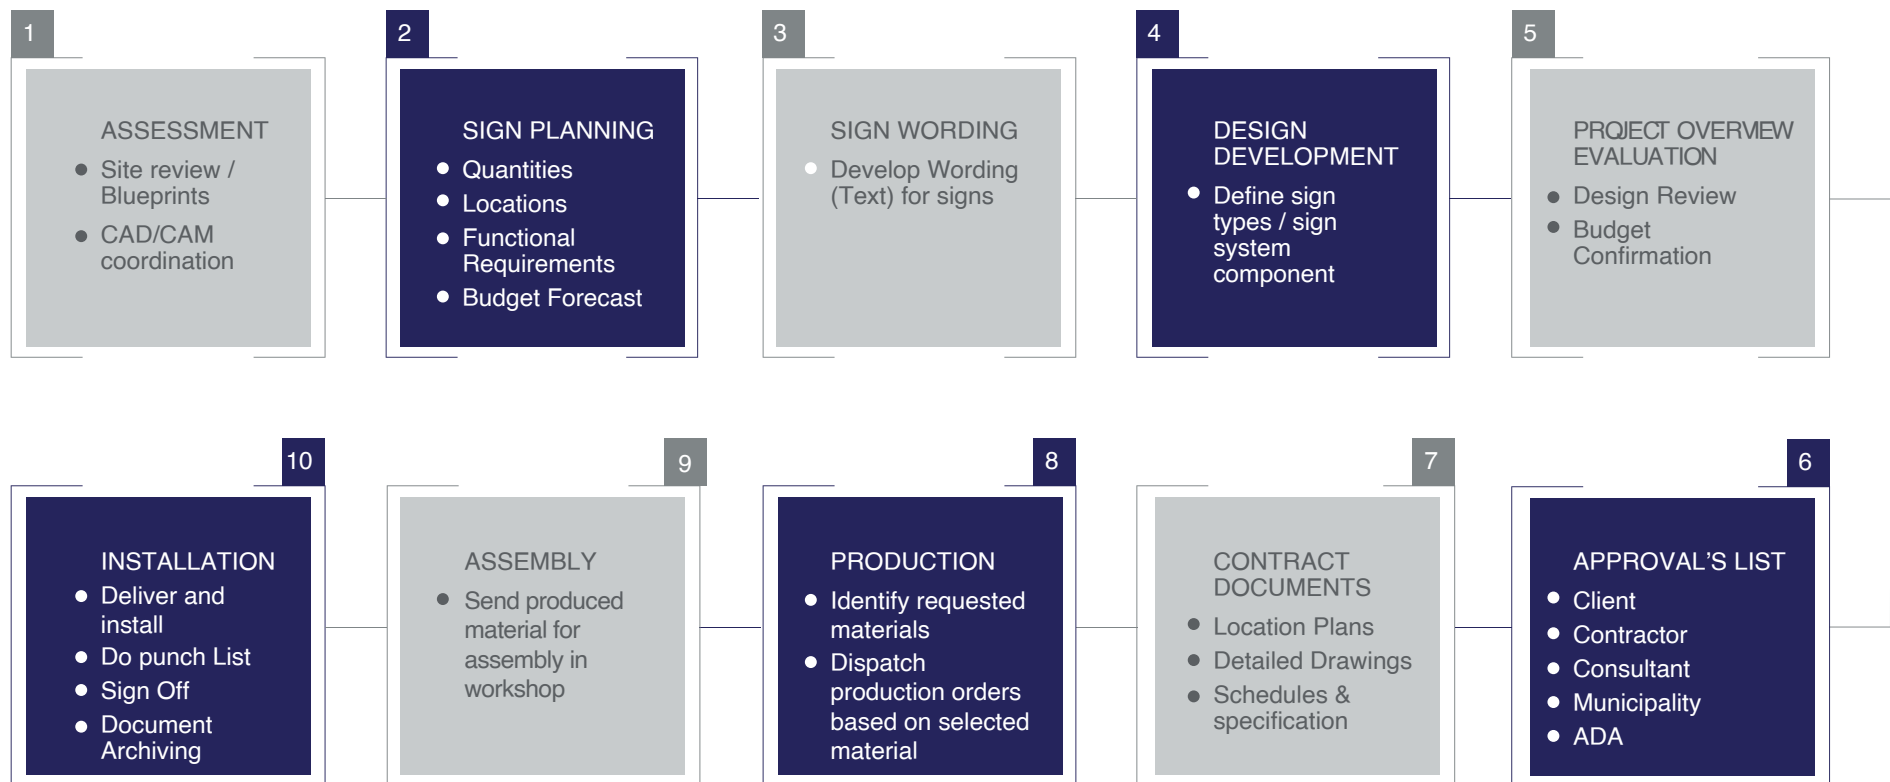 1
ASSESSMENT
Site review /
Blueprints
CAD/CAM
coordination
2
SIGN PLANNING
Quantities
Locations
Functional
Requirements
Budget Forecast
3
SIGN WORDING
Develop Wording
(Text) for signs
4
DESIGN
DEVELOPMENT
Define sign
types / sign
system
component
5
PROJECT OVERVIEW
EVALUATION
Design Review
Budget
Confirmation
10
INSTALLATION
Deliver and
install
Do punch List
Sign Off
Document
Archiving
9
ASSEMBLY
Send produced
material for
assembly in
workshop
8
PRODUCTION
Identify requested
materials
Dispatch
production orders
based on selected
material
7
CONTRACT
DOCUMENTS
Location Plans
Detailed Drawings
Schedules &
specification
6
APPROVAL’S LIST
Client
Contractor
Consultant
Municipality
ADA